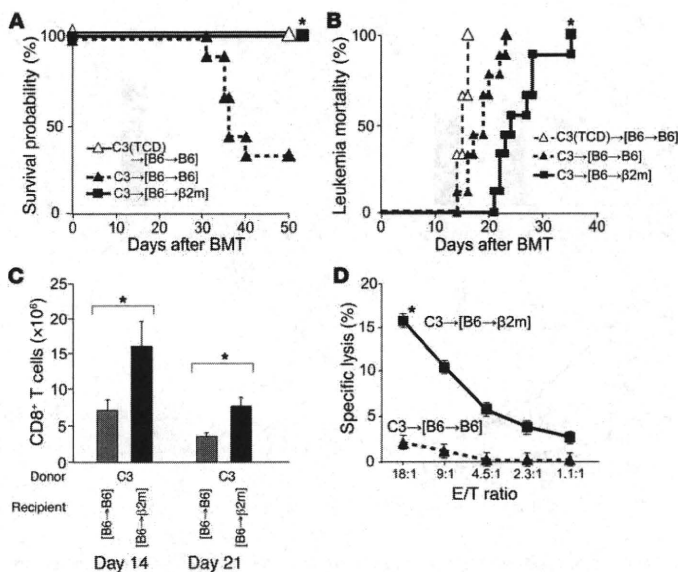 A
Survival probability (%)
100
50
0
C3(TCD)
→[B6→B6]
C3→[B6→B6]
C3→[B6→β2m]
*
0 10 20 30 40 50
Days after BMT
B
Leukemia mortality (%)
100
50
0
*
C3(TCD)→[B6→B6]
C3→[B6→B6]
C3→[B6→β2m]
0 20 40
Days after BMT
C
CD8⁺ T cells (×10⁶)
25
20
15
10
5
0
*
*
Donor C3 C3
Recipient [B6→B6] [B6→β2m] [B6→B6] [B6→β2m]
Day 14 Day 21
D
Specific lysis (%)
20
15
10
5
0
*
C3→[B6→β2m]
C3→[B6→B6]
18:1 9:1 4.5:1 2.3:1 1.1:1
E/T ratio